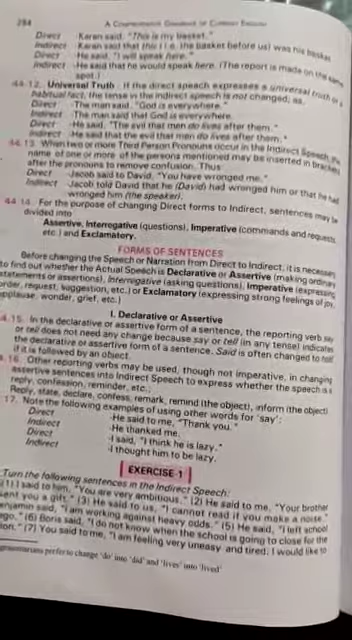 284 A Comprehensive Grammar of Current English
Direct -Karan said, "This is my basket."
Indirect -Karan said that this (i.e. the basket before us) was his basket.
Direct -He said, "I will speak here."
Indirect -He said that he would speak here. (The report is made on the same
spot.)
44.12. Universal Truth - If the direct speech expresses a universal truth or a
habitual fact, the tense in the indirect speech is not changed; as,
Direct -The man said, "God is everywhere."
Indirect -The man said that God is everywhere.
Direct -He said, "The evil that men do lives after them."
Indirect -He said that the evil that men do lives after them.*
44.13. When two or more Third Person Pronouns occur in the Indirect Speech, the
name of one or more of the persons mentioned may be inserted in brackets
after the pronouns to remove confusion. Thus
Direct -Jacob said to David, "You have wronged me."
Indirect -Jacob told David that he (David) had wronged him or that he had
wronged him (the speaker).
44.14. For the purpose of changing Direct forms to Indirect, sentences may be
divided into
Assertive, Interrogative (questions), Imperative (commands and requests,
etc.) and Exclamatory.
FORMS OF SENTENCES
Before changing the Speech or Narration from Direct to Indirect, it is necessary
to find out whether the Actual Speech is Declarative or Assertive (making ordinary
statements or assertions), Interrogative (asking questions), Imperative (expressing
order, request, suggestion, etc.) or Exclamatory (expressing strong feelings of joy,
applause, wonder, grief, etc.)
I. Declarative or Assertive
4.15. In the declarative or assertive form of a sentence, the reporting verb say
or tell does not need any change because say or tell (in any tense) indicates
the declarative or assertive form of a sentence. Said is often changed to told
if it is followed by an object.
.16. Other reporting verbs may be used, though not imperative, in changing
assertive sentences into Indirect Speech to express whether the speech is a
reply, confession, reminder, etc.;
Reply, state, declare, confess, remark, remind (the object), inform (the object)
17. Note the following examples of using other words for 'say':
Direct -He said to me, "Thank you."
Indirect -He thanked me.
Direct -I said, "I think he is lazy."
Indirect -I thought him to be lazy.
EXERCISE-1
Turn the following sentences in the Indirect Speech:
(1) I said to him, "You are very ambitious." (2) He said to me, "Your brother
sent you a gift." (3) He said to us, "I cannot read if you make a noise."
enjamin said, "I am working against heavy odds." (5) He said, "I left school
ago." (6) Boris said, "I do not know when the school is going to close for the
ion." (7) You said to me, "I am feeling very uneasy and tired. I would like to
grammarians prefer to change 'do' into 'did' and 'lives' into 'lived'